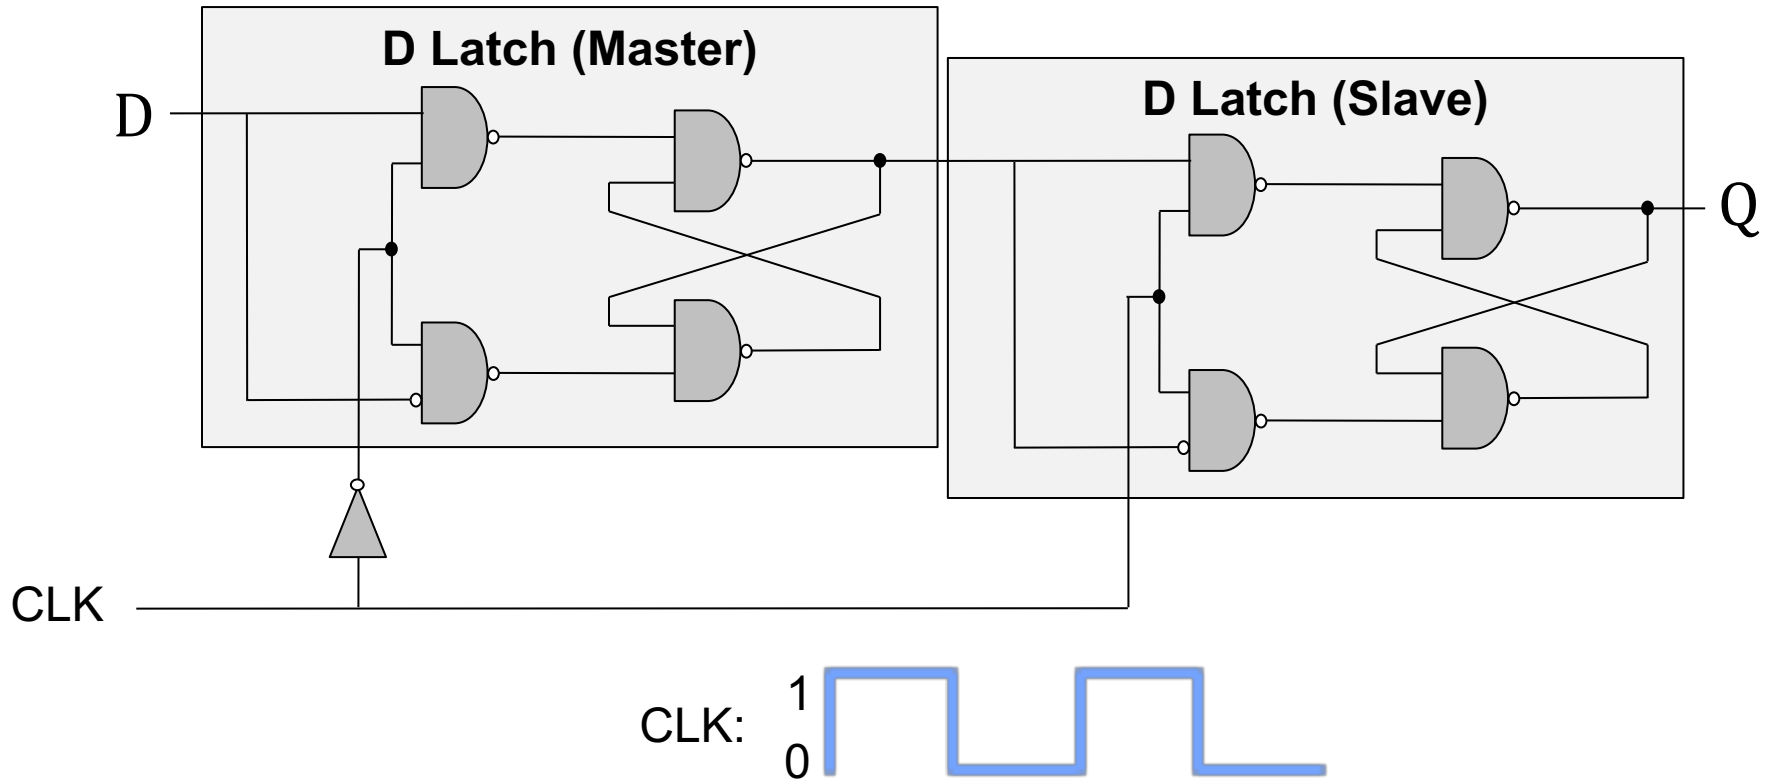 D Latch (Master)
D Latch (Slave)
D
Q
CLK
1
CLK:
0